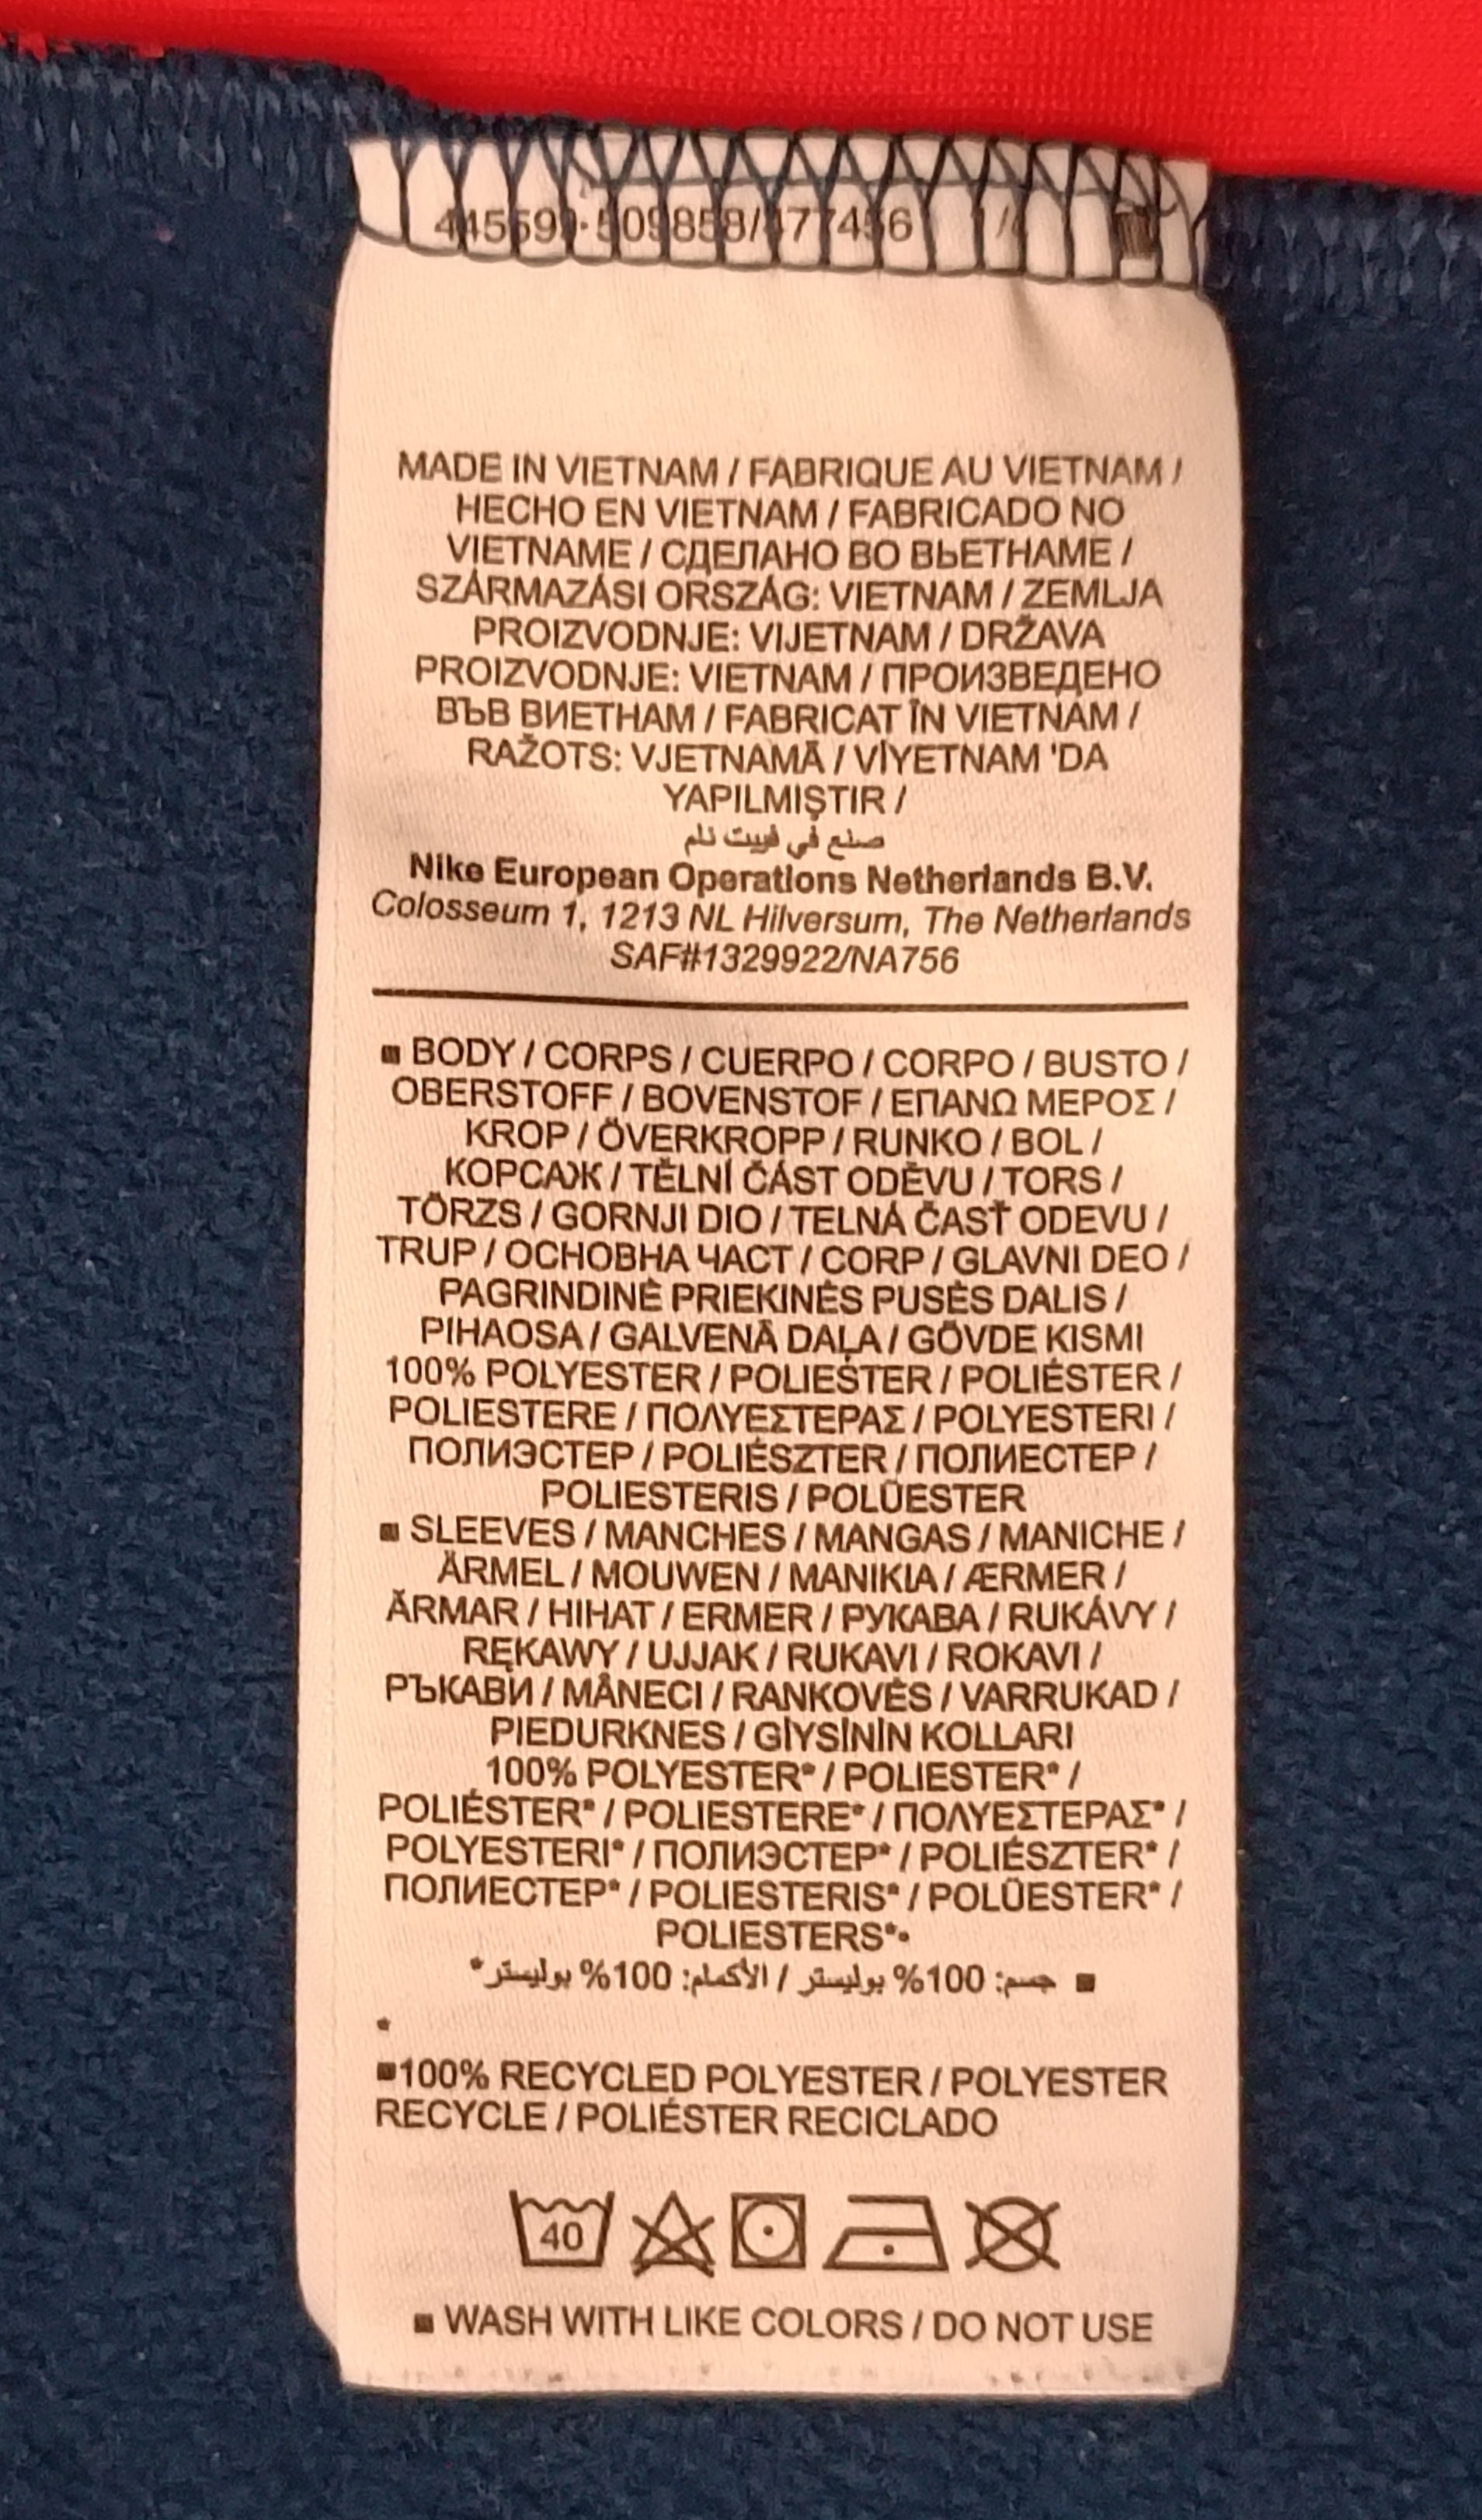 MADE IN VIETNAM / FABRIQUE AU VIETNAM /
HECHO EN VIETNAM / FABRICADO NO
VIETNAME / СДЕЛАНО ВО ВЬЕТНАМЕ /
SZÁRMAZÁSI ORSZÁG: VIETNAM / ZEMLJA
PROIZVODNJE: VIJETNAM / DRŽAVA
PROIZVODNJE: VIETNAM / ПРОИЗВЕДЕНО
ВЪВ ВИЕТНАМ / FABRICAT ÎN VIETNAM /
RAŽOTS: VJETNAMĀ / VİYETNAM 'DA
YAPILMIŞTIR /
صنع في فييت نام
Nike European Operations Netherlands B.V.
Colosseum 1, 1213 NL Hilversum, The Netherlands
SAF#1329922/NA756
▪ BODY / CORPS / CUERPO / CORPO / BUSTO /
OBERSTOFF / BOVENSTOF / ΕΠΑΝΩ ΜΕΡΟΣ /
KROP / ÖVERKROPP / RUNKO / BOL /
КОРСАЖ / TĚLNÍ ČÁST ODĚVU / TORS /
TÖRZS / GORNJI DIO / TELNÁ ČASŤ ODEVU /
TRUP / ОСНОВНА ЧАСТ / CORP / GLAVNI DEO /
PAGRINDINĖ PRIEKINĖS PUSĖS DALIS /
PIHAOSA / GALVENĀ DAĻA / GÖVDE KISMI
100% POLYESTER / POLIESTER / POLIÉSTER /
POLIESTERE / ΠΟΛΥΕΣΤΕΡΑΣ / POLYESTERI /
ПОЛИЭСТЕР / POLIÉSZTER / ПОЛИЕСТЕР /
POLIESTERIS / POLÜESTER
▪ SLEEVES / MANCHES / MANGAS / MANICHE /
ÄRMEL / MOUWEN / ΜΑΝΙΚΙΑ / ÆRMER /
ÄRMAR / HIHAT / ERMER / РУКАВА / RUKÁVY /
RĘKAWY / UJJAK / RUKAVI / ROKAVI /
РЪКАВИ / MÂNECI / RANKOVĖS / VARRUKAD /
PIEDURKNES / GİYSİNİN KOLLARI
100% POLYESTER* / POLIESTER* /
POLIÉSTER* / POLIESTERE* / ΠΟΛΥΕΣΤΕΡΑΣ* /
POLYESTERI* / ПОЛИЭСТЕР* / POLIÉSZTER* /
ПОЛИЕСТЕР* / POLIESTERIS* / POLÜESTER* /
POLIESTERS*•
▪ جسم: 100% بوليستر / الأكمام: 100% بوليستر*
*
▪100% RECYCLED POLYESTER / POLYESTER
RECYCLE / POLIÉSTER RECICLADO
40
▪ WASH WITH LIKE COLORS / DO NOT USE